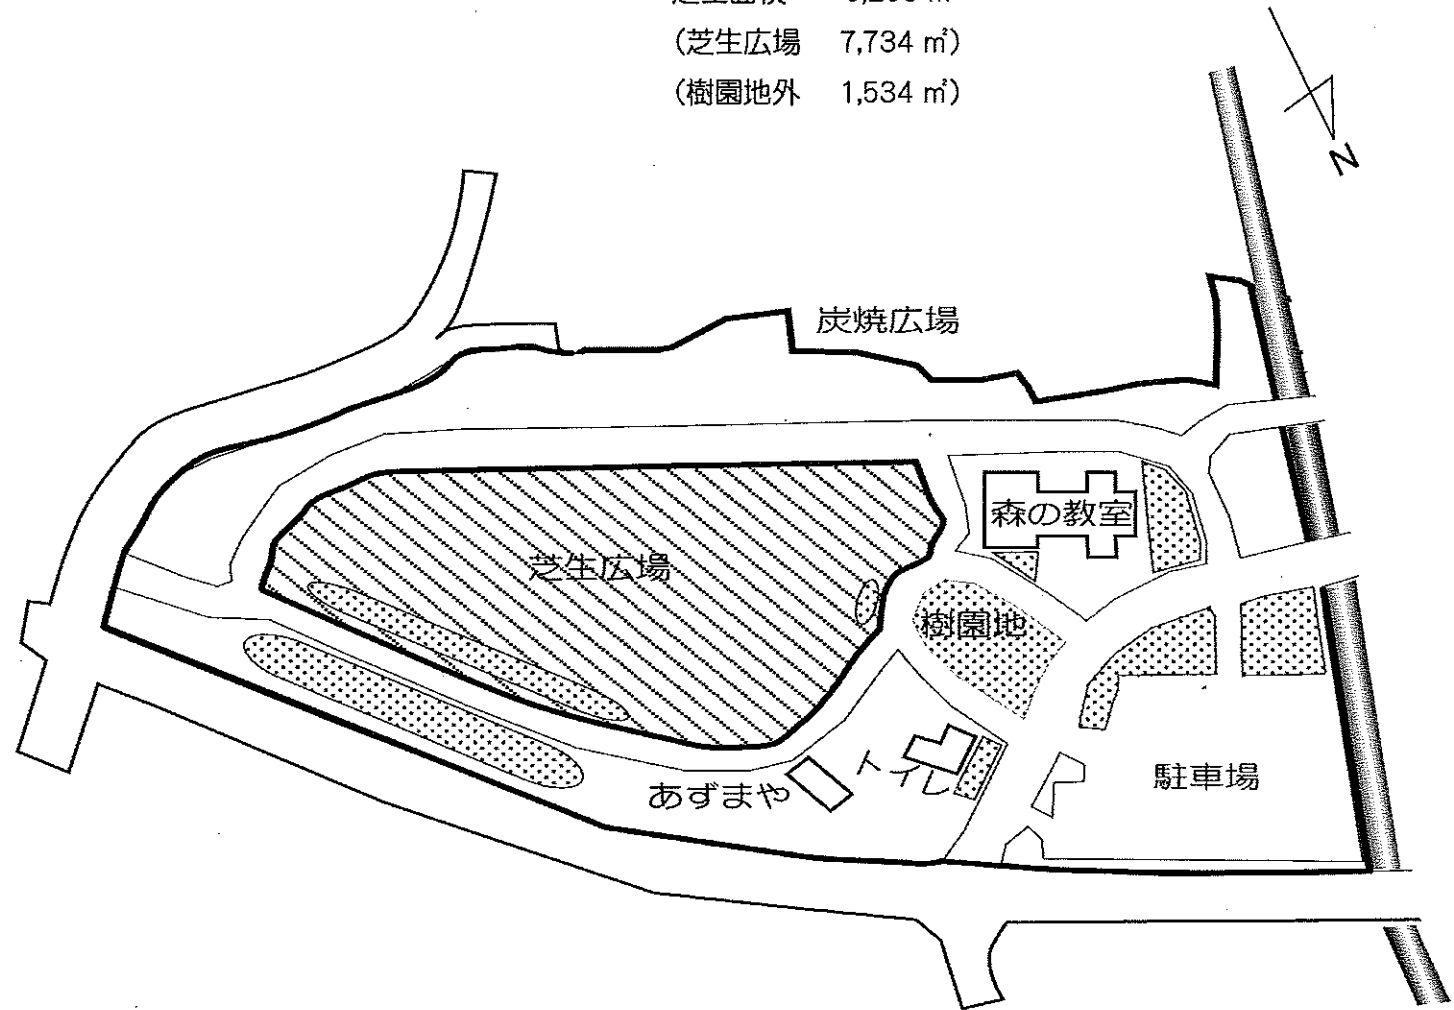 (芝生広場 7,734 ㎡)
(樹園地外 1,534 ㎡)
N
炭焼広場
森の教室
芝生広場
樹園地
トイレ
あずまや
駐車場